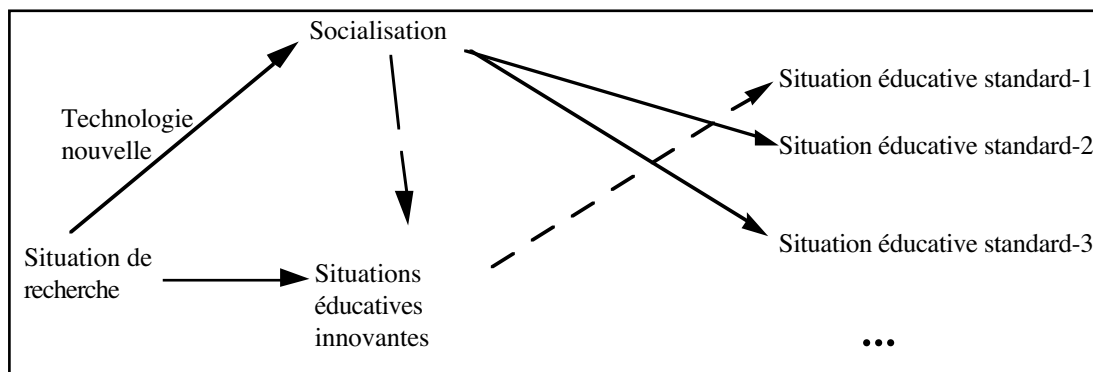 Socialisation
Technologie
nouvelle
Situation de
recherche
Situations
éducatives
innovantes
Situation éducative standard-1
Situation éducative standard-2
Situation éducative standard-3
...